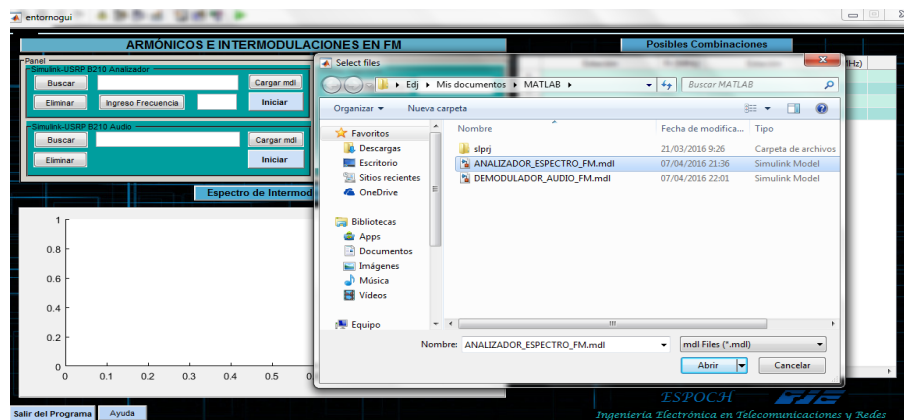 entornogui
ARMÓNICOS E INTERMODULACIONES EN FM
Posibles Combinaciones
Panel
Simulink-USRP B210 Analizador
Buscar
Cargar mdl
Eliminar
Ingreso Frecuencia
Iniciar
Simulink-USRP B210 Audio
Buscar
Cargar mdl
Eliminar
Iniciar
Espectro de Intermod
1
0.8
0.6
0.4
0.2
0
0 0.1 0.2 0.3 0.4 0.5 0
Salir del Programa
Ayuda
Select files
Edj ▸ Mis documentos ▸ MATLAB ▸
Buscar MATLAB
Organizar
Nueva carpeta
Favoritos
Descargas
Escritorio
Sitios recientes
OneDrive
Bibliotecas
Apps
Documentos
Imágenes
Música
Vídeos
Equipo
Nombre Fecha de modifica... Tipo
slprj 21/03/2016 9:26 Carpeta de archivos
ANALIZADOR_ESPECTRO_FM.mdl 07/04/2016 21:36 Simulink Model
DEMODULADOR_AUDIO_FM.mdl 07/04/2016 22:01 Simulink Model
Nombre: ANALIZADOR_ESPECTRO_FM.mdl
mdl Files (*.mdl)
Abrir
Cancelar
Hz)
ESPOCH
Ingeniería Electrónica en Telecomunicaciones y Redes